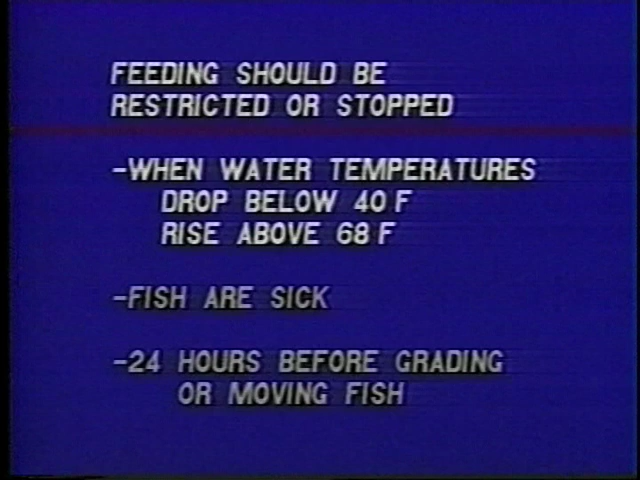 FEEDING SHOULD BE
RESTRICTED OR STOPPED
-WHEN WATER TEMPERATURES
DROP BELOW 40 F
RISE ABOVE 68 F
-FISH ARE SICK
-24 HOURS BEFORE GRADING
OR MOVING FISH